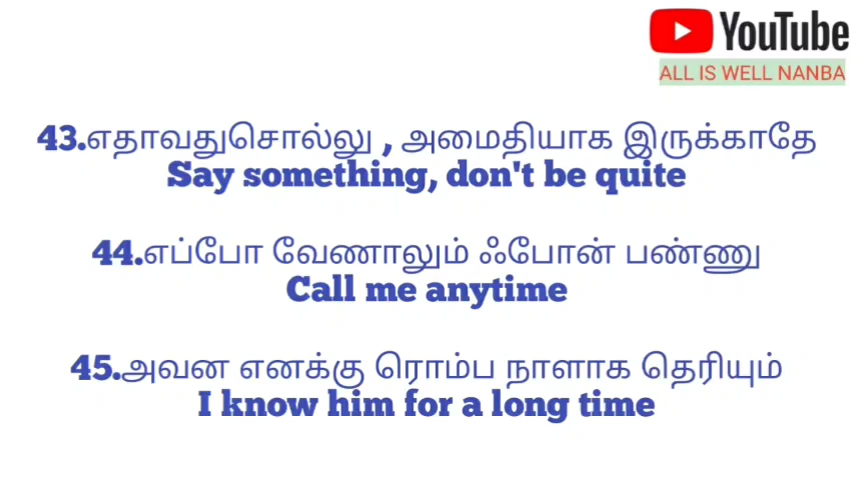 YouTube
ALL IS WELL NANBA
43.எதாவதுசொல்லு , அமைதியாக இருக்காதே
Say something, don't be quite
44.எப்போ வேணாலும் ஃபோன் பண்ணு
Call me anytime
45.அவன எனக்கு ரொம்ப நாளாக தெரியும்
I know him for a long time